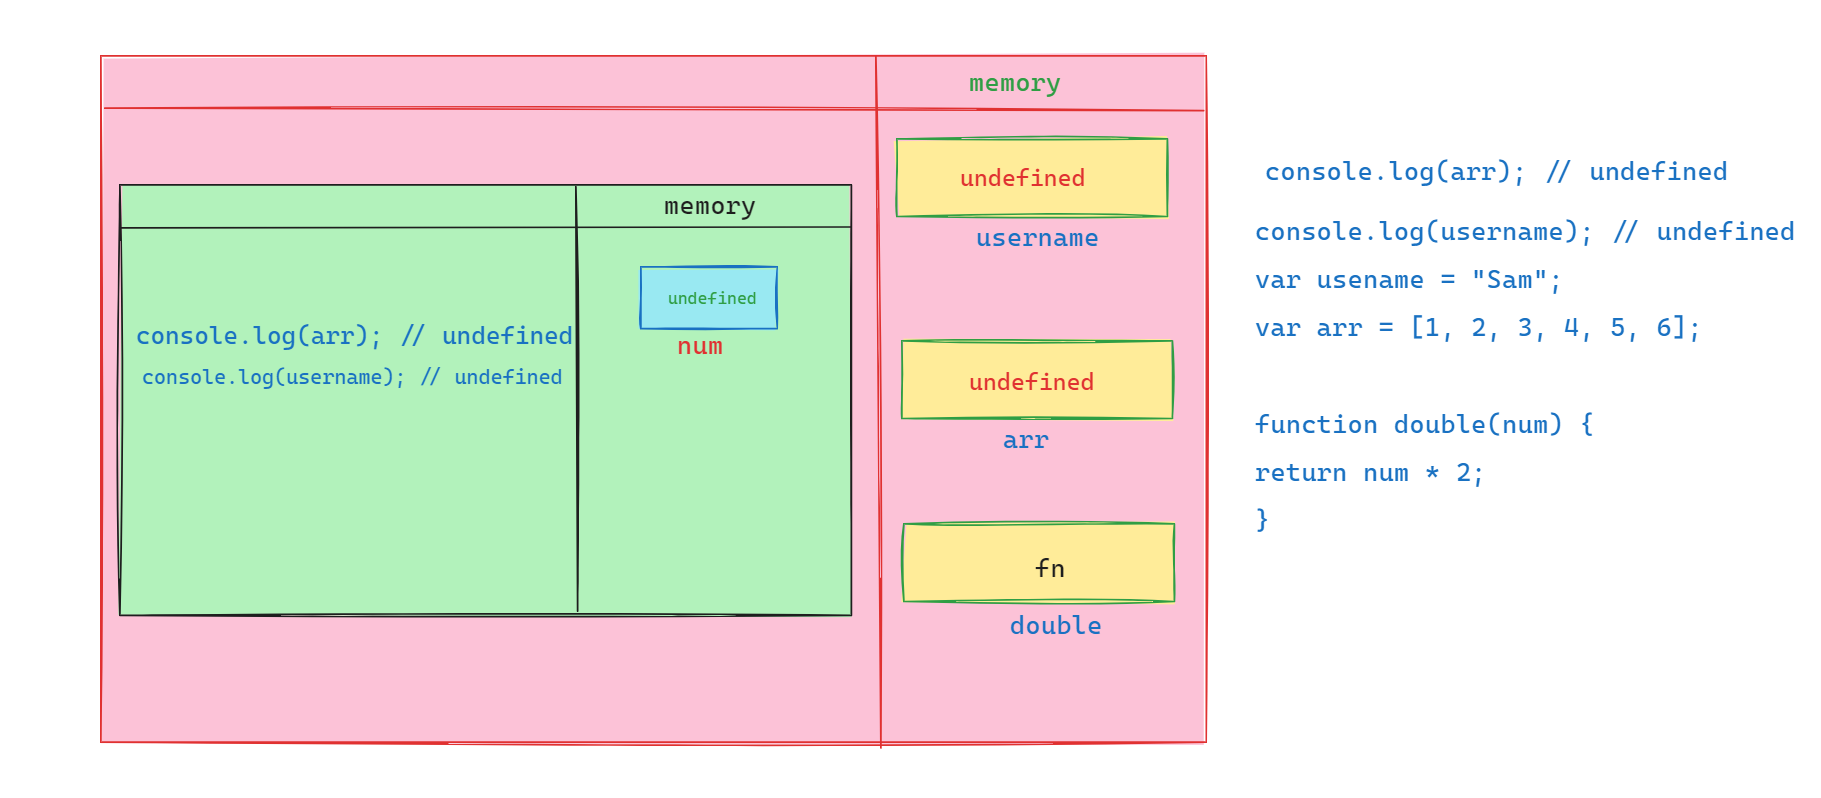 memory
undefined
username
memory
undefined
num
console.log(arr); // undefined
console.log(username); // undefined
undefined
arr
fn
double
console.log(arr); // undefined
console.log(username); // undefined
var usename = "Sam";
var arr = [1, 2, 3, 4, 5, 6];
function double(num) {
return num * 2;
}